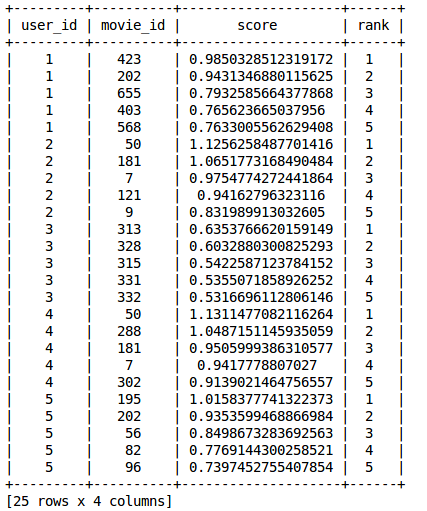 +---------+----------+----------------+------+
| user_id | movie_id |     score      | rank |
+---------+----------+----------------+------+
|    1    |   423    | 0.9850328512319172 |  1   |
|    1    |   202    | 0.9431346880115625 |  2   |
|    1    |   655    | 0.7932585664377868 |  3   |
|    1    |   403    | 0.765623665037956  |  4   |
|    1    |   568    | 0.7633005562629408 |  5   |
|    2    |    50    | 1.1256258487701416 |  1   |
|    2    |   181    | 1.0651773168490484 |  2   |
|    2    |    7     | 0.9754774272441864 |  3   |
|    2    |   121    |  0.94162796323116  |  4   |
|    2    |    9     | 0.831989913032605  |  5   |
|    3    |   313    | 0.6353766620159149 |  1   |
|    3    |   328    | 0.6032880300825293 |  2   |
|    3    |   315    | 0.5422587123784152 |  3   |
|    3    |   331    | 0.5355071858926252 |  4   |
|    3    |   332    | 0.5316696112806146 |  5   |
|    4    |    50    | 1.1311477082116264 |  1   |
|    4    |   288    | 1.0487151145935059 |  2   |
|    4    |   181    | 0.9505999386310577 |  3   |
|    4    |    7     |  0.9417778807027   |  4   |
|    4    |   302    | 0.9139021464756557 |  5   |
|    5    |   195    | 1.0158377741322373 |  1   |
|    5    |   202    | 0.9353599468866984 |  2   |
|    5    |    56    | 0.8498673283692563 |  3   |
|    5    |    82    | 0.7769144300258521 |  4   |
|    5    |    96    | 0.7397452755407854 |  5   |
+---------+----------+----------------+------+
[25 rows x 4 columns]